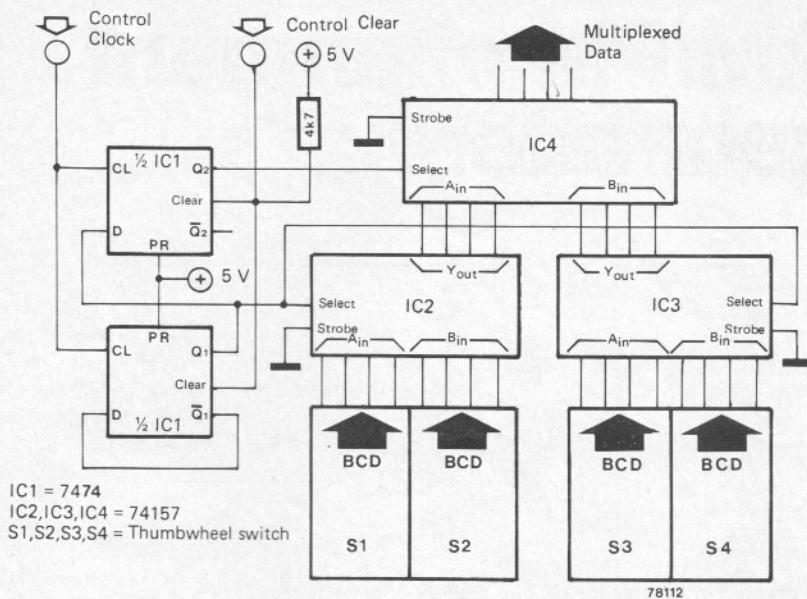 Control
Clock
Control Clear
5 V
4k7
Multiplexed
Data
Strobe
IC4
Select
A in
B in
½ IC1
CL
Q2
Clear
D
Q̅2
PR
5 V
Y out
Y out
Select
IC2
IC3
Select
Strobe
Strobe
A in
B in
A in
B in
PR
CL
Q1
Clear
D
Q̅1
½ IC1
BCD
BCD
BCD
BCD
S1
S2
S3
S4
IC1 = 7474
IC2,IC3,IC4 = 74157
S1,S2,S3,S4 = Thumbwheel switch
78112